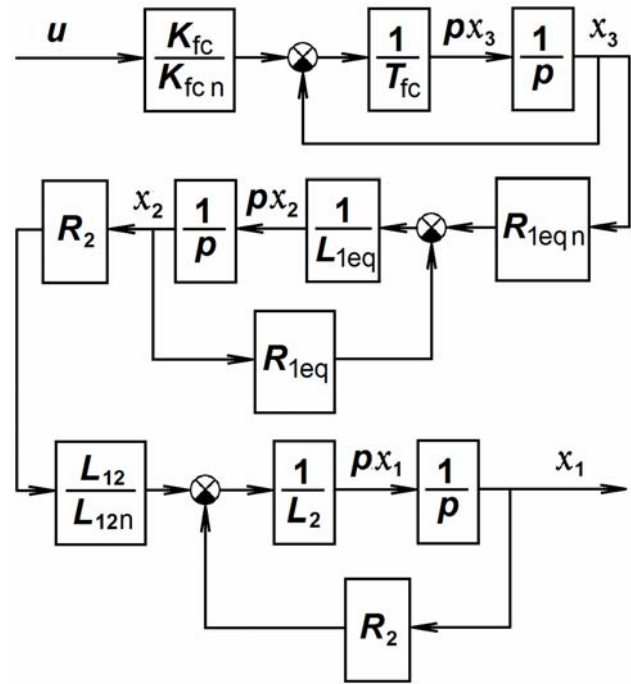 u
K_fc
K_fc n
1
T_fc
px_3
1
p
x_3
R_2
x_2
1
p
px_2
1
L_1eq
R_1eq n
R_1eq
L_12
L_12n
1
L_2
px_1
1
p
x_1
R_2